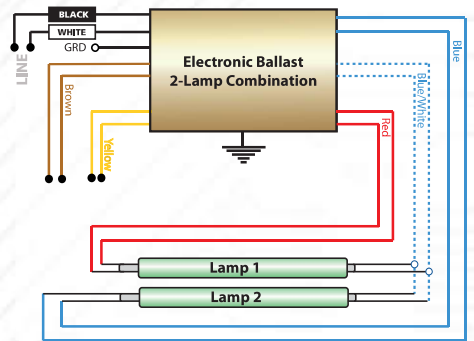 BLACK
WHITE
GRD
LINE
Electronic Ballast
2-Lamp Combination
Blue
Blue/White
Brown
Yellow
Red
Lamp 1
Lamp 2